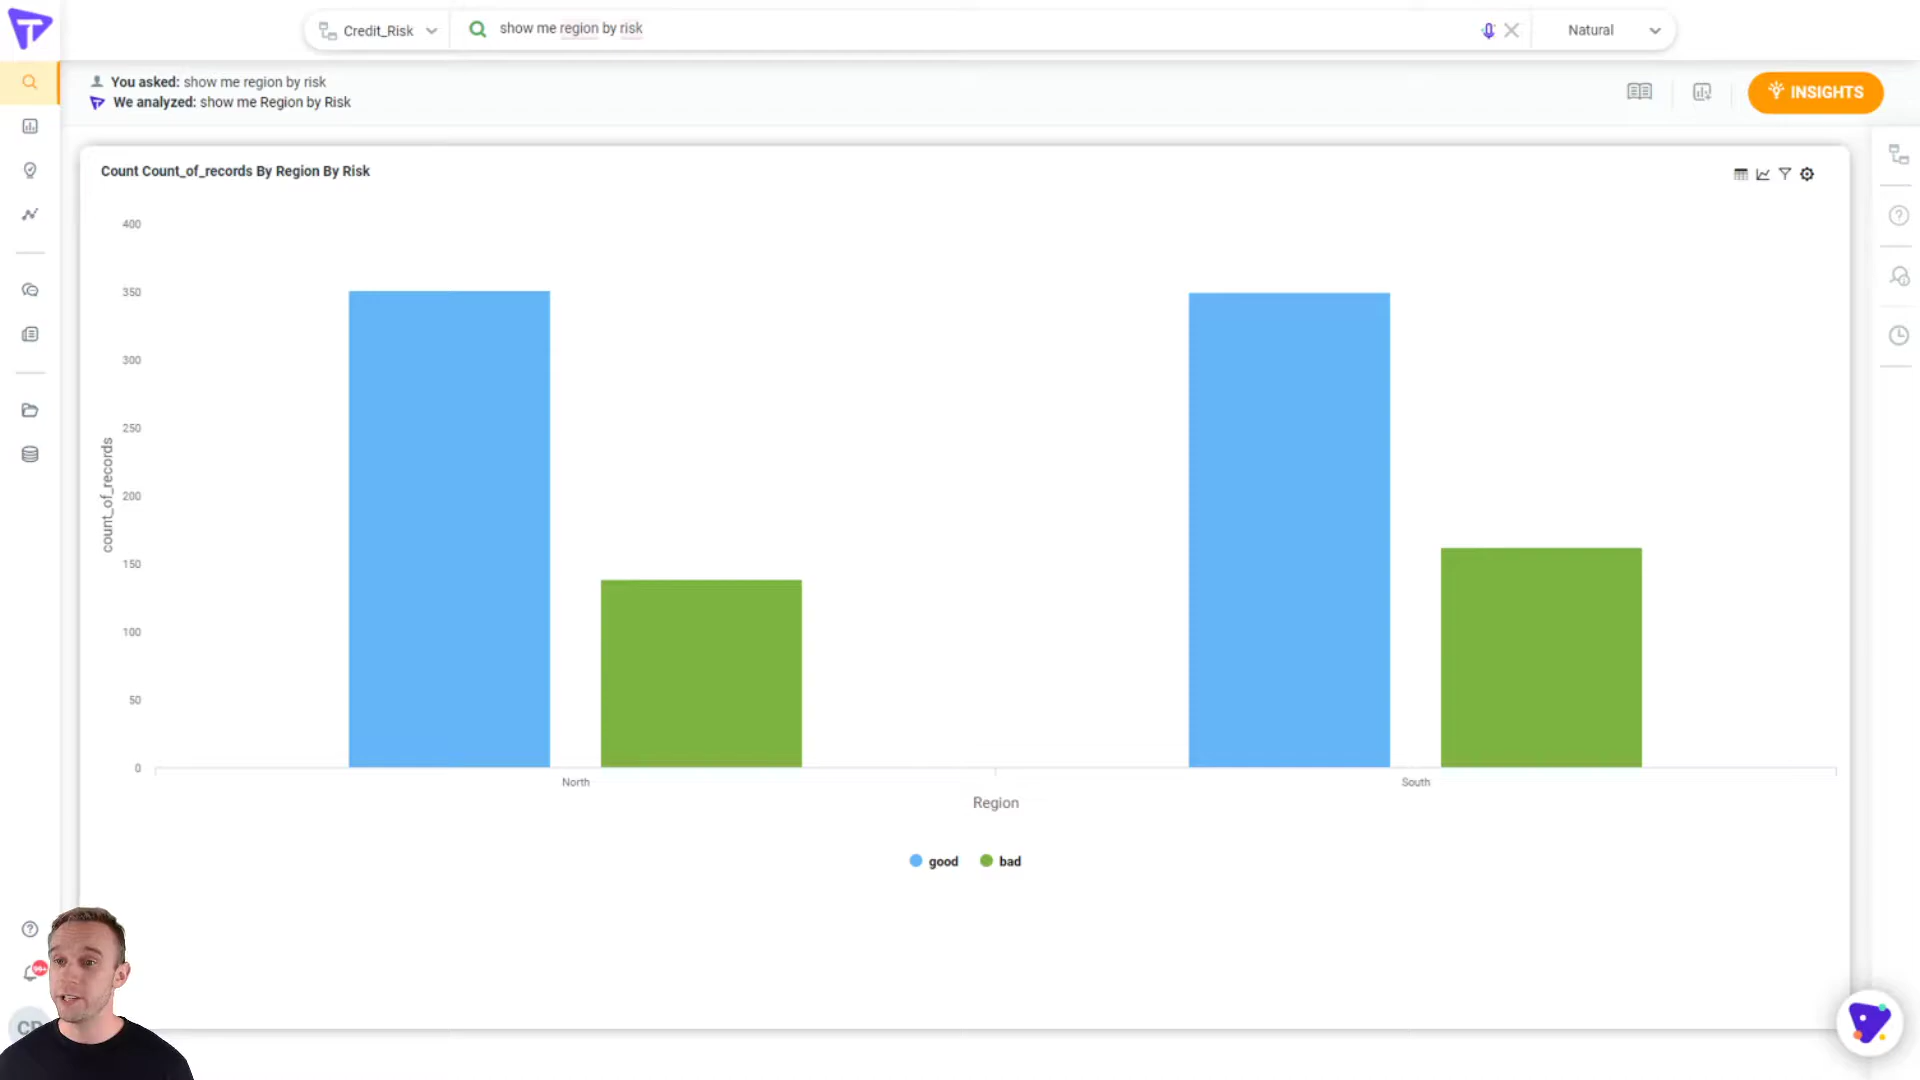 Credit_Risk
show me region by risk
Natural
You asked: show me region by risk
We analyzed: show me Region by Risk
INSIGHTS
Count Count_of_records By Region By Risk
400
350
300
250
200
150
100
50
0
count_of_records
North
South
Region
good
bad